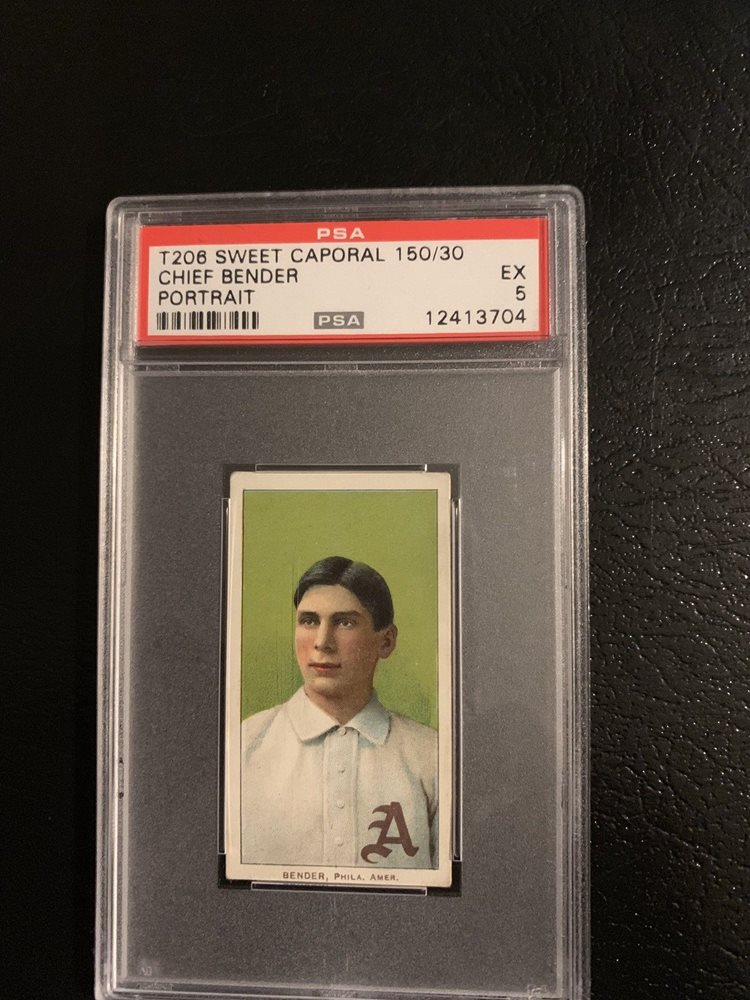 PSA
T206 SWEET CAPORAL 150/30
CHIEF BENDER EX
PORTRAIT 5
PSA 12413704
A
BENDER, PHILA. AMER.